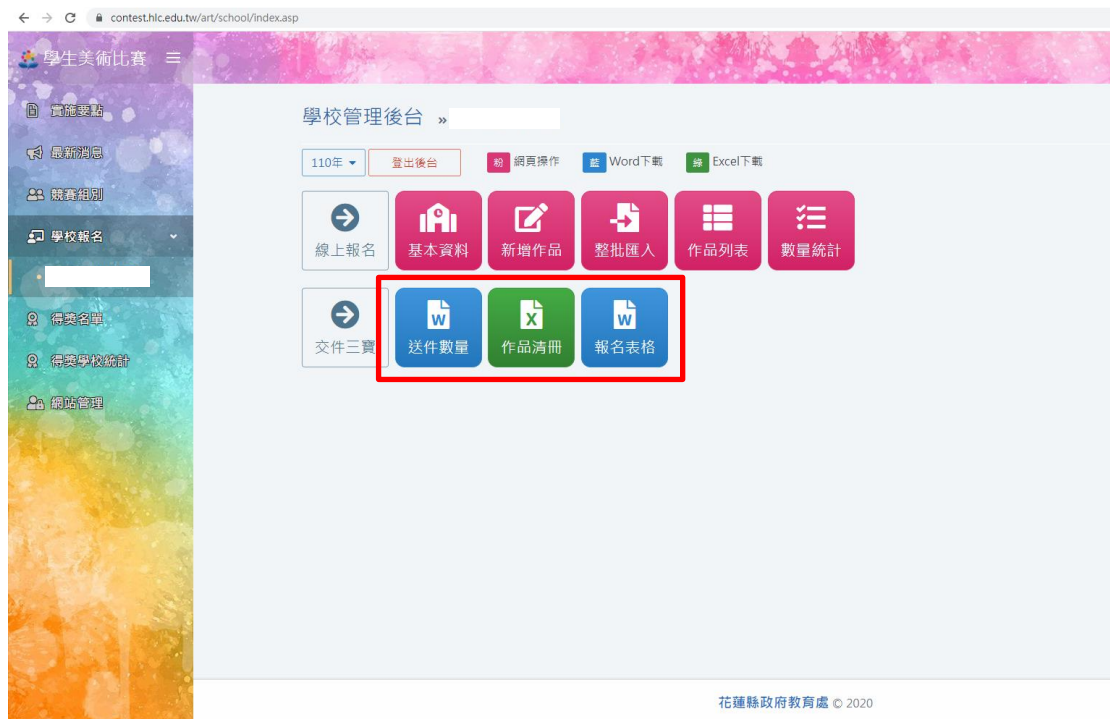 contest.hlc.edu.tw/art/school/index.asp
學生美術比賽
實施要點
最新消息
競賽組別
學校報名
得獎名單
得獎學校統計
網站管理
學校管理後台 »
110年 登出後台 粉 網頁操作 藍 Word下載 綠 Excel下載
線上報名 基本資料 新增作品 整批匯入 作品列表 數量統計
W X W
交件三寶 送件數量 作品清冊 報名表格
花蓮縣政府教育處 © 2020